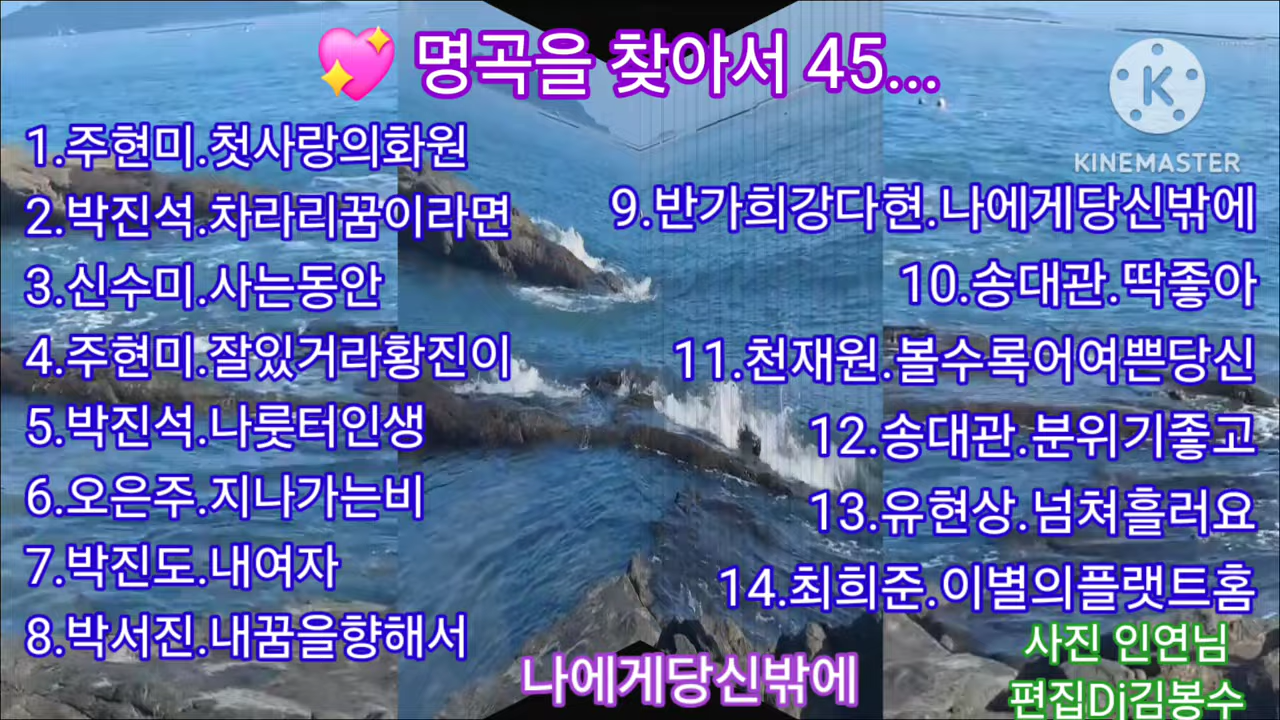 💖 명곡을 찾아서 45...
KINEMASTER
1.주현미.첫사랑의화원
2.박진석.차라리꿈이라면
3.신수미.사는동안
4.주현미.잘있거라황진이
5.박진석.나룻터인생
6.오은주.지나가는비
7.박진도.내여자
8.박서진.내꿈을향해서
9.반가희강다현.나에게당신밖에
10.송대관.딱좋아
11.천재원.볼수록어여쁜당신
12.송대관.분위기좋고
13.유현상.넘쳐흘러요
14.최희준.이별의플랫트홈
나에게당신밖에
사진 인연님
편집Dj김봉수